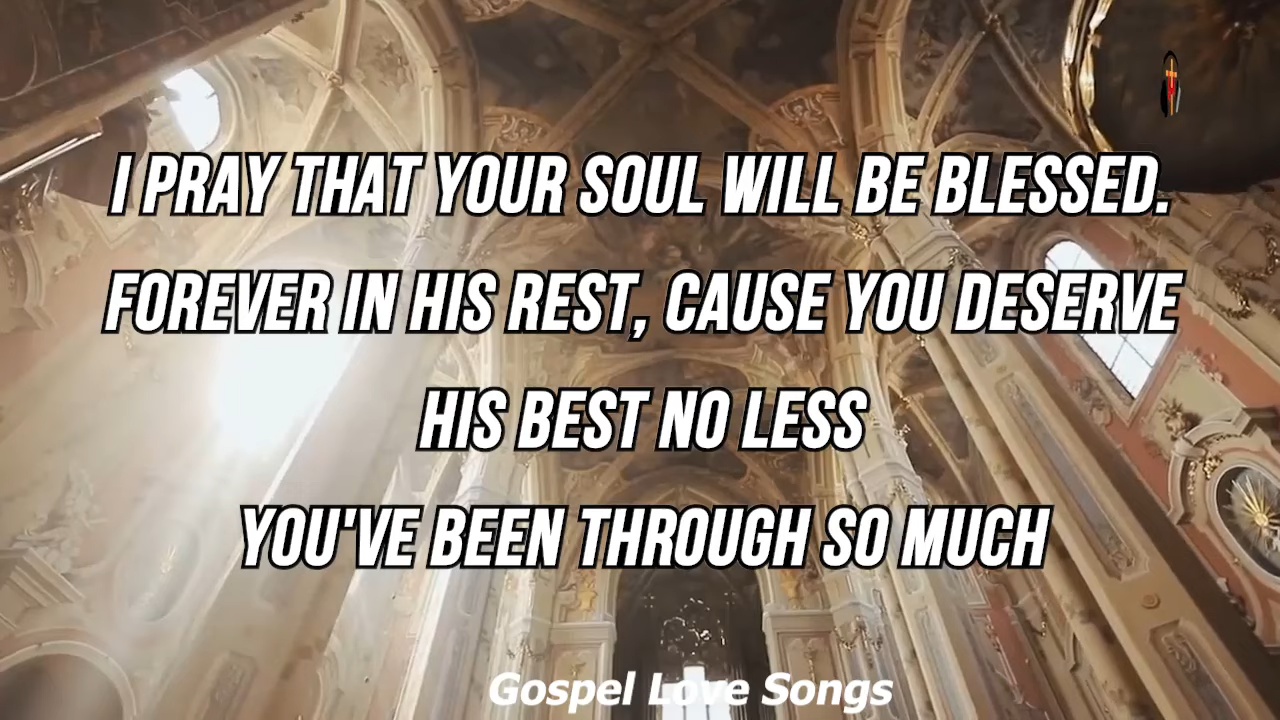 I PRAY THAT YOUR SOUL WILL BE BLESSED.
FOREVER IN HIS REST, CAUSE YOU DESERVE
HIS BEST NO LESS
YOU'VE BEEN THROUGH SO MUCH
Gospel Love Songs